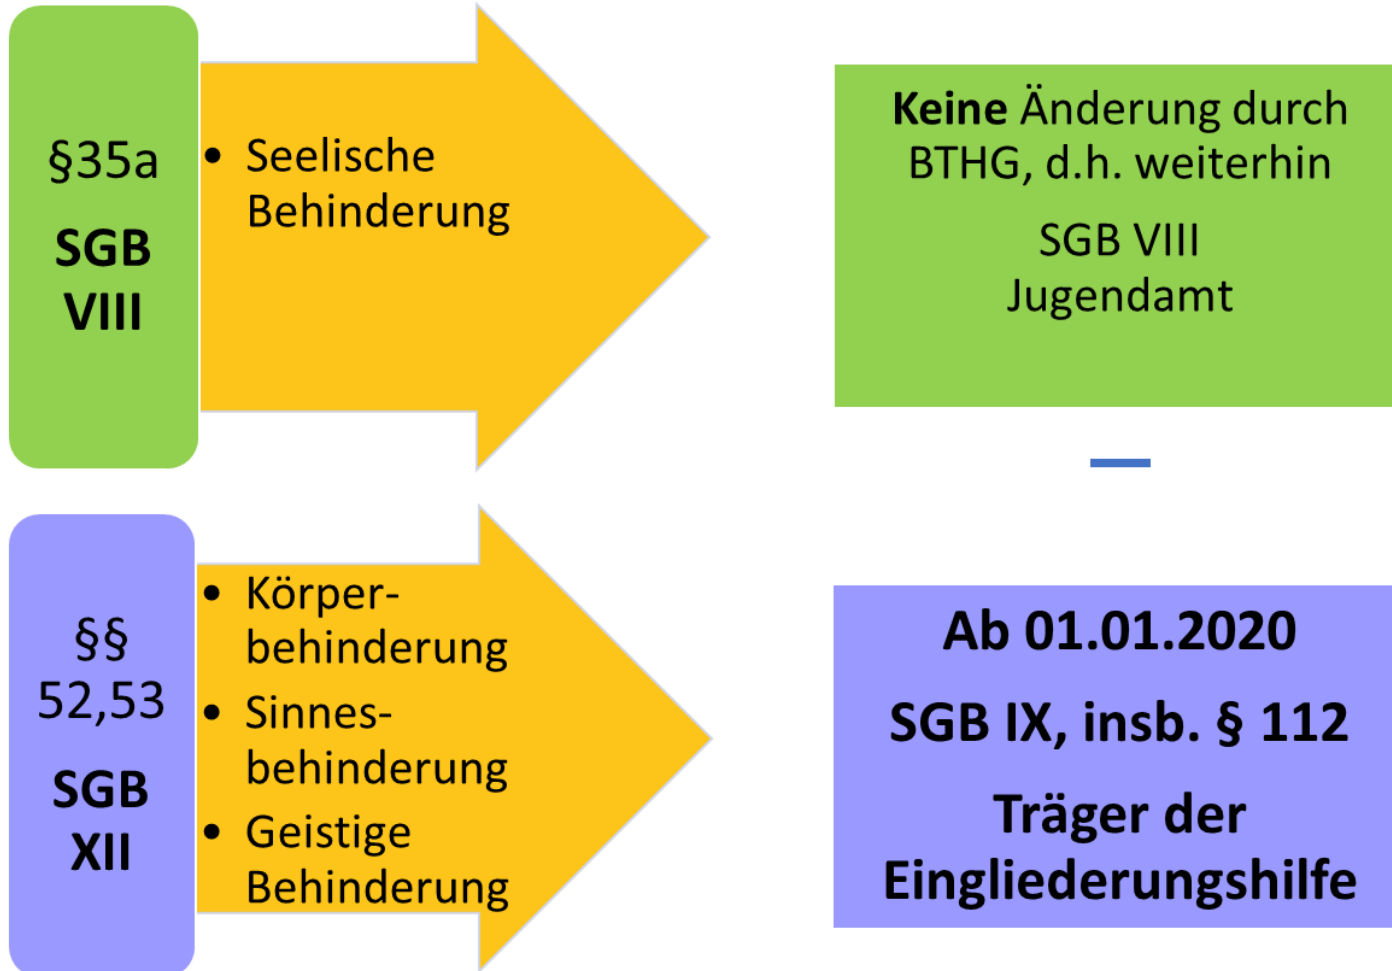 §35a
SGB
VIII
• Seelische
Behinderung
Keine Änderung durch
BTHG, d.h. weiterhin
SGB VIII
Jugendamt
§§
52,53
SGB
XII
• Körper-
behinderung
• Sinnes-
behinderung
• Geistige
Behinderung
Ab 01.01.2020
SGB IX, insb. § 112
Träger der
Eingliederungshilfe